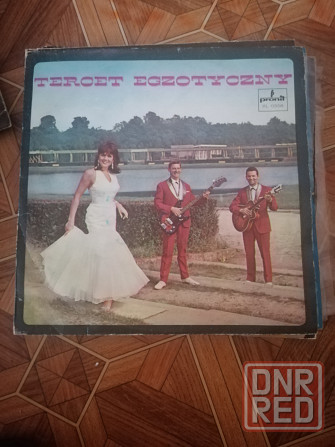 TERCET EGZOTYCZNY
pronit
DNR
RED